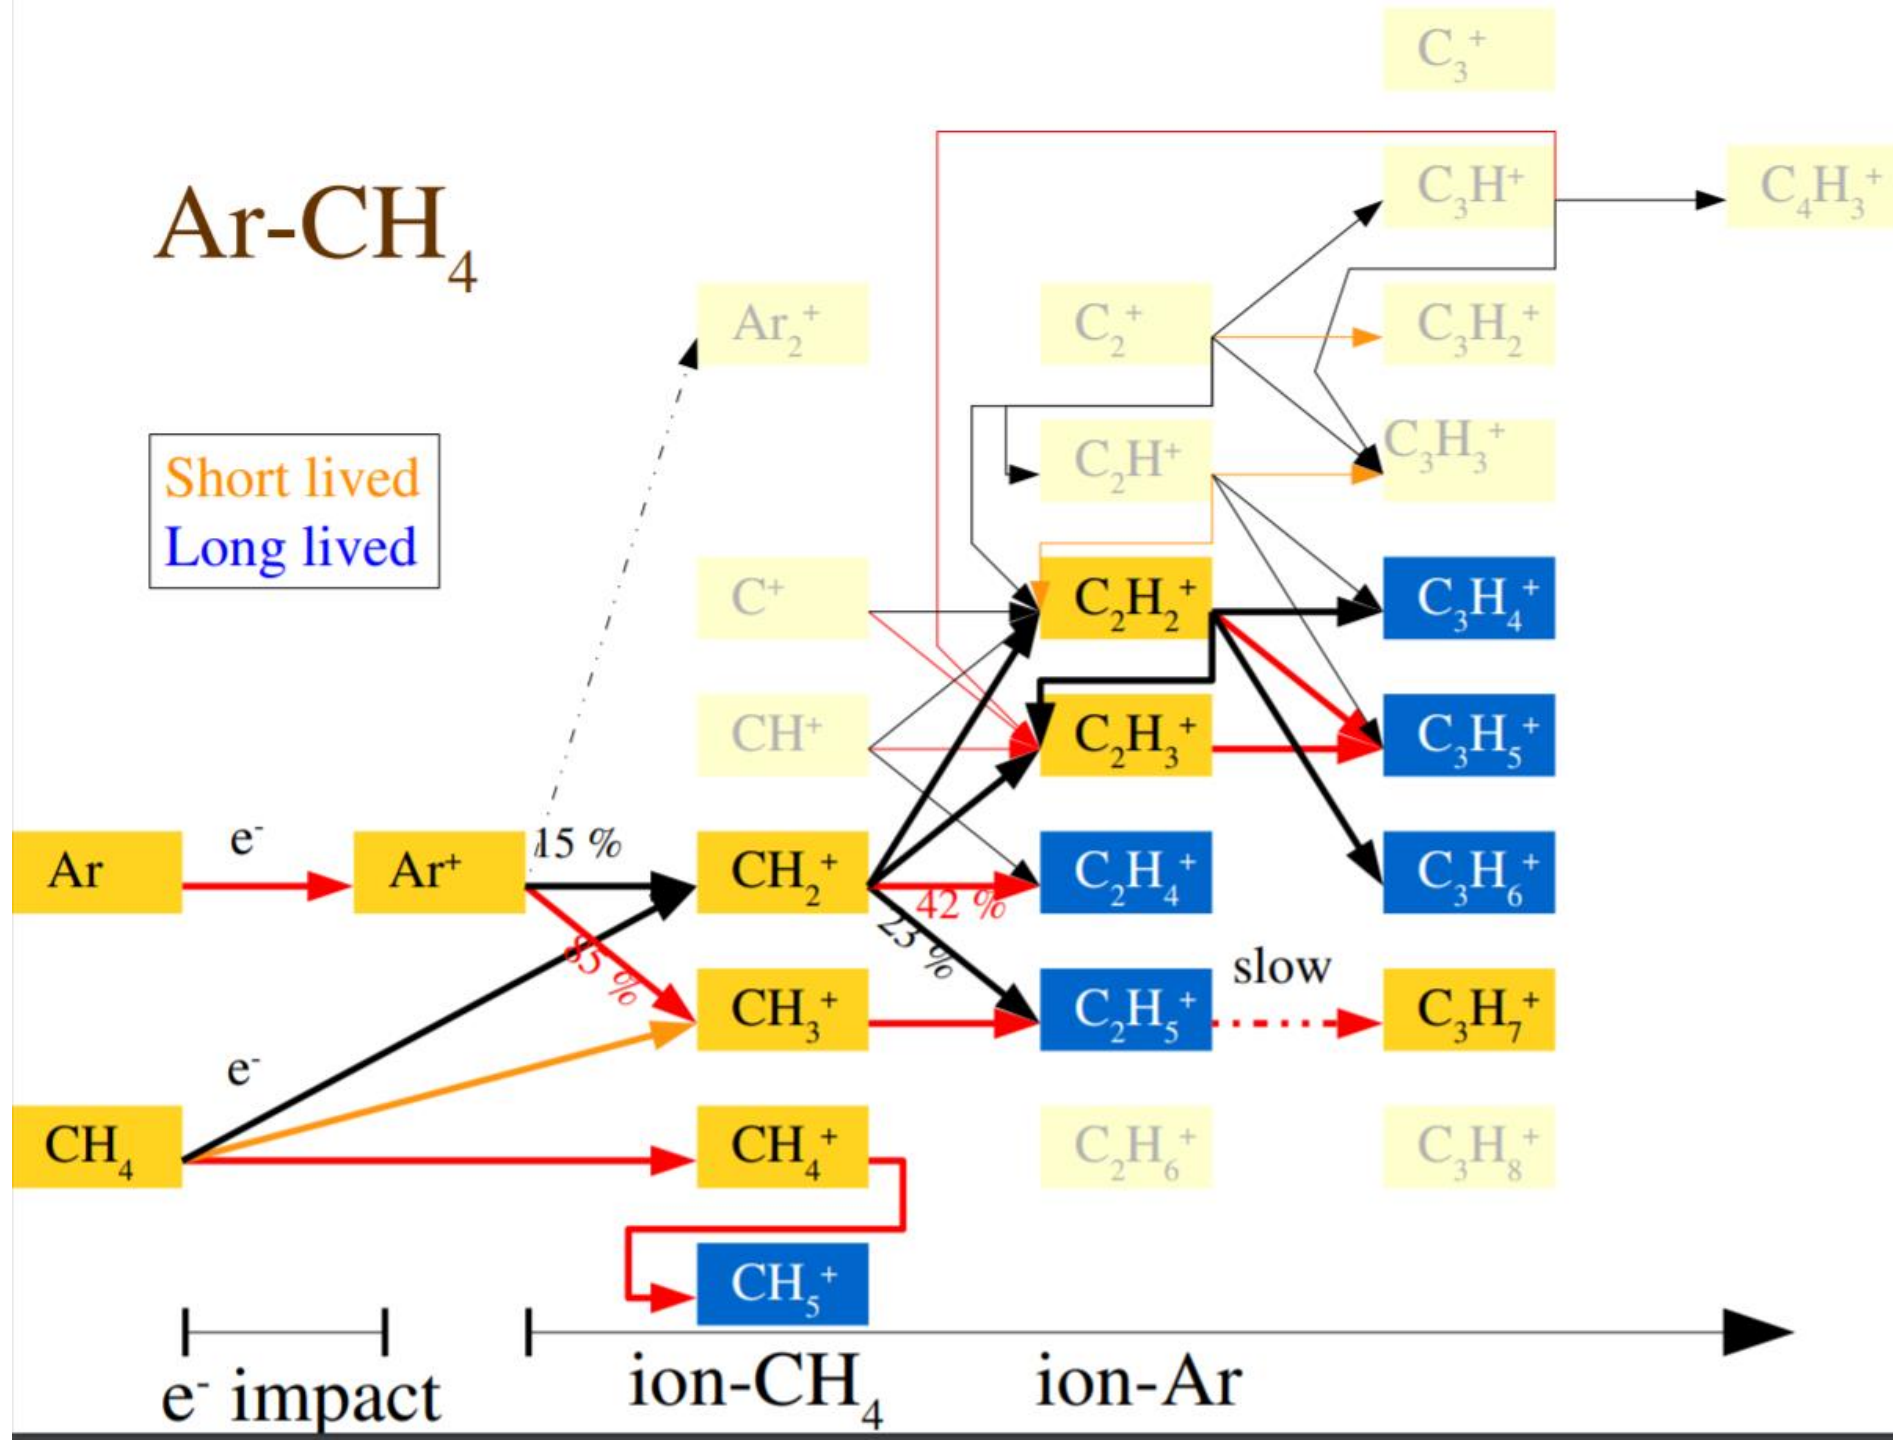 C₃⁺
Ar-CH₄
C₃H⁺
C₄H₃⁺
Ar₂⁺
C₂⁺
C₃H₂⁺
Short lived
Long lived
C₂H⁺
C₃H₃⁺
C⁺
C₂H₂⁺
C₃H₄⁺
CH⁺
C₂H₃⁺
C₃H₅⁺
Ar
e⁻
Ar⁺
15 %
CH₂⁺
42 %
C₂H₄⁺
C₃H₆⁺
85 %
23 %
slow
CH₃⁺
C₂H₅⁺
C₃H₇⁺
e⁻
CH₄
CH₄⁺
C₂H₆⁺
C₃H₈⁺
CH₅⁺
e⁻ impact
ion-CH₄
ion-Ar